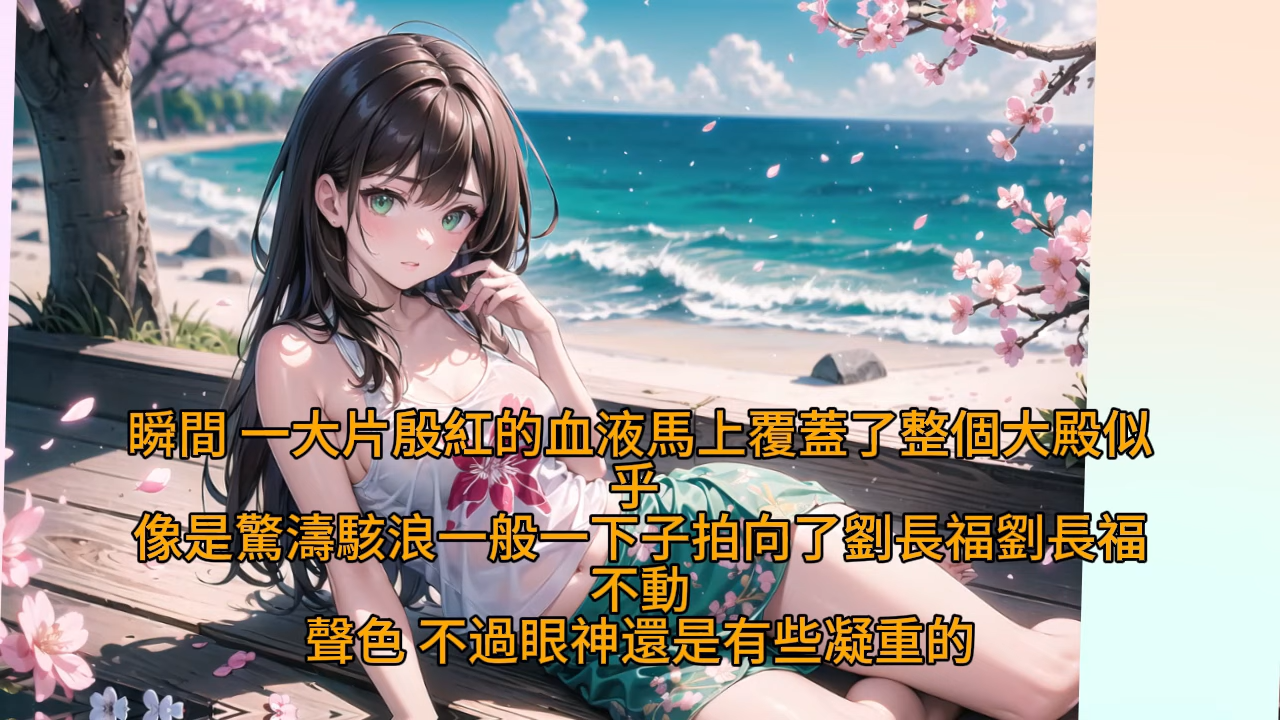 瞬間 一大片殷紅的血液馬上覆蓋了整個大殿似
乎
像是驚濤駭浪一般一下子拍向了劉長福劉長福
不動
聲色 不過眼神還是有些凝重的